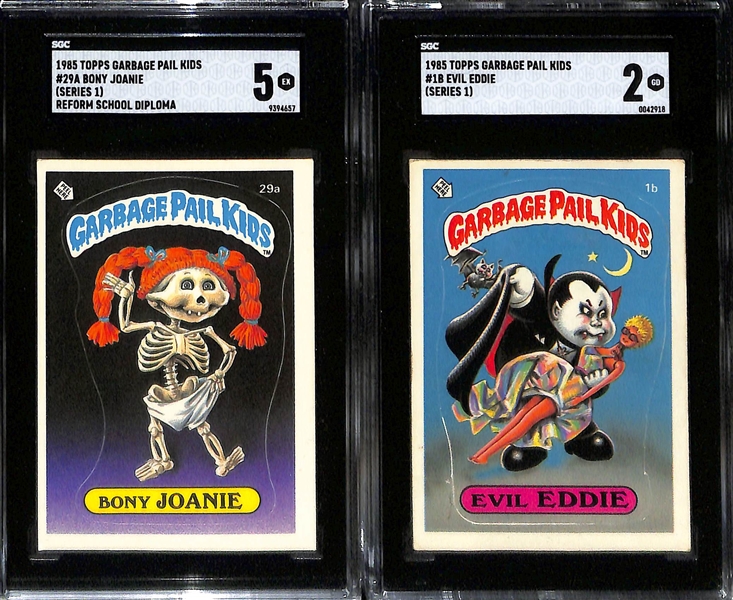 SGC
1985 TOPPS GARBAGE PAIL KIDS
#29A BONY JOANIE
(SERIES 1)
REFORM SCHOOL DIPLOMA
5 EX
9394657
29a
GARBAGE PAIL KIDS
TM
BONY JOANIE
SGC
1985 TOPPS GARBAGE PAIL KIDS
#1B EVIL EDDIE
(SERIES 1)
2 GD
0042918
1b
GARBAGE PAIL KIDS
TM
EVIL EDDIE